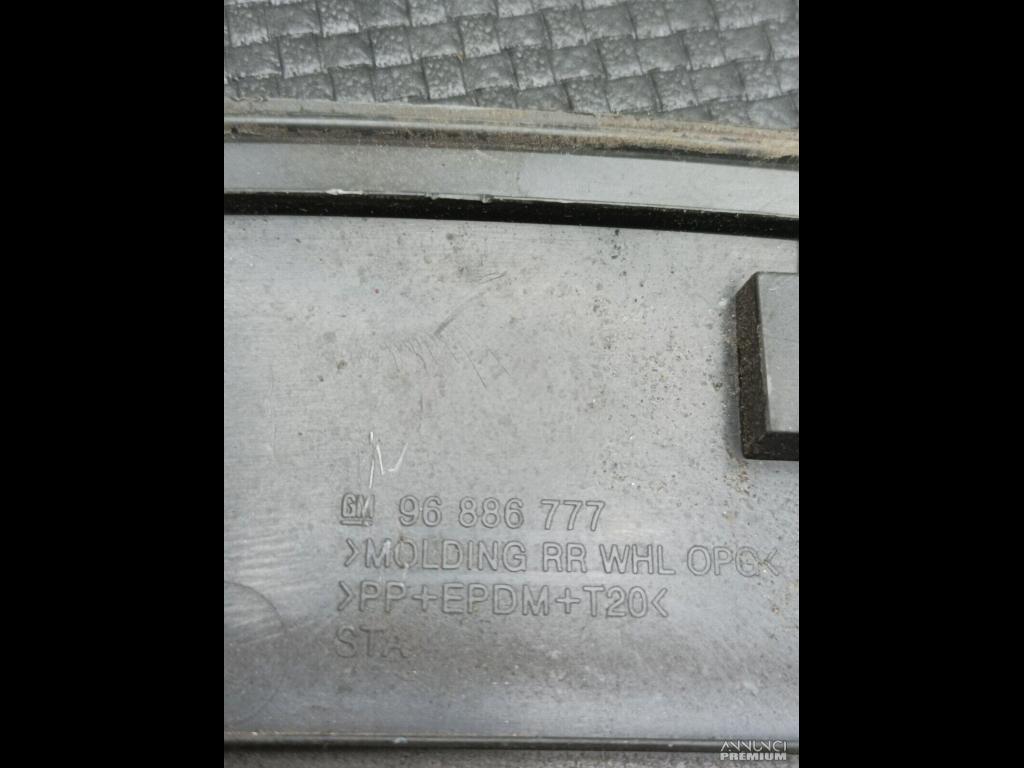 GM 96 886 777
>MOLDING RR WHL OPG<
>PP+EPDM+T20<
STA
ANNUNCI
PREMIUM